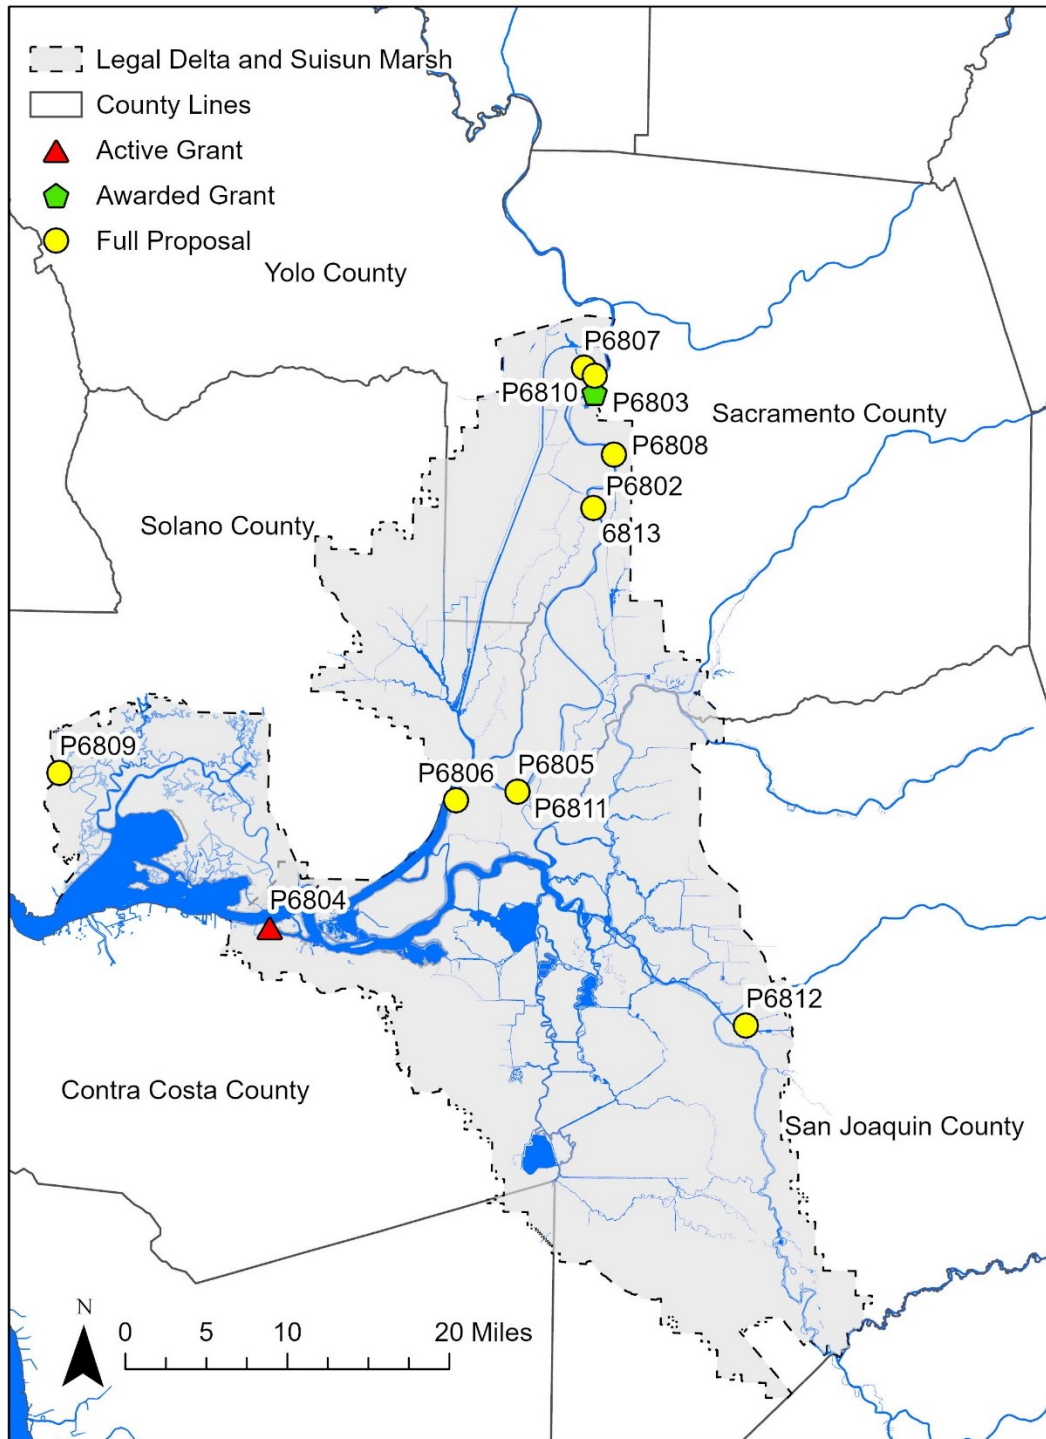 Legal Delta and Suisun Marsh
County Lines
Active Grant
Awarded Grant
Full Proposal
Yolo County
P6807
P6810
P6803
Sacramento County
P6808
P6802
Solano County
6813
P6809
P6806
P6805
P6811
P6804
P6812
Contra Costa County
San Joaquin County
N
0 5 10 20 Miles